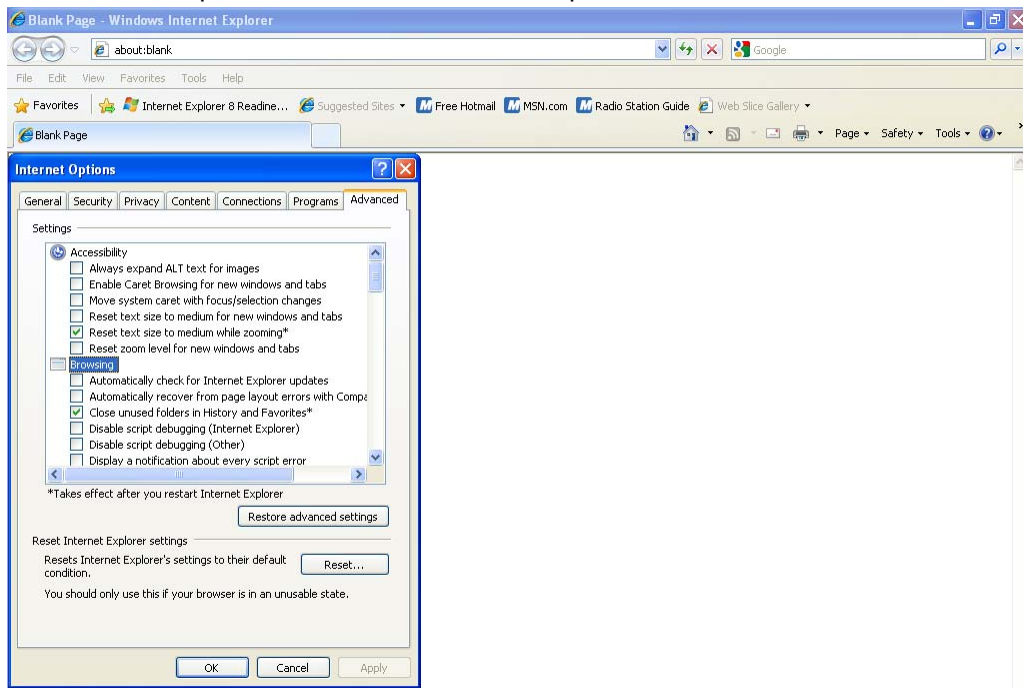 Blank Page - Windows Internet Explorer
about:blank
Google
File Edit View Favorites Tools Help
Favorites Internet Explorer 8 Readine... Suggested Sites Free Hotmail MSN.com Radio Station Guide Web Slice Gallery
Blank Page
Page Safety Tools
Internet Options
General Security Privacy Content Connections Programs Advanced
Settings
Accessibility
Always expand ALT text for images
Enable Caret Browsing for new windows and tabs
Move system caret with focus/selection changes
Reset text size to medium for new windows and tabs
Reset text size to medium while zooming*
Reset zoom level for new windows and tabs
Browsing
Automatically check for Internet Explorer updates
Automatically recover from page layout errors with Compa
Close unused folders in History and Favorites*
Disable script debugging (Internet Explorer)
Disable script debugging (Other)
Display a notification about every script error
*Takes effect after you restart Internet Explorer
Restore advanced settings
Reset Internet Explorer settings
Resets Internet Explorer's settings to their default
condition.
Reset...
You should only use this if your browser is in an unusable state.
OK Cancel Apply